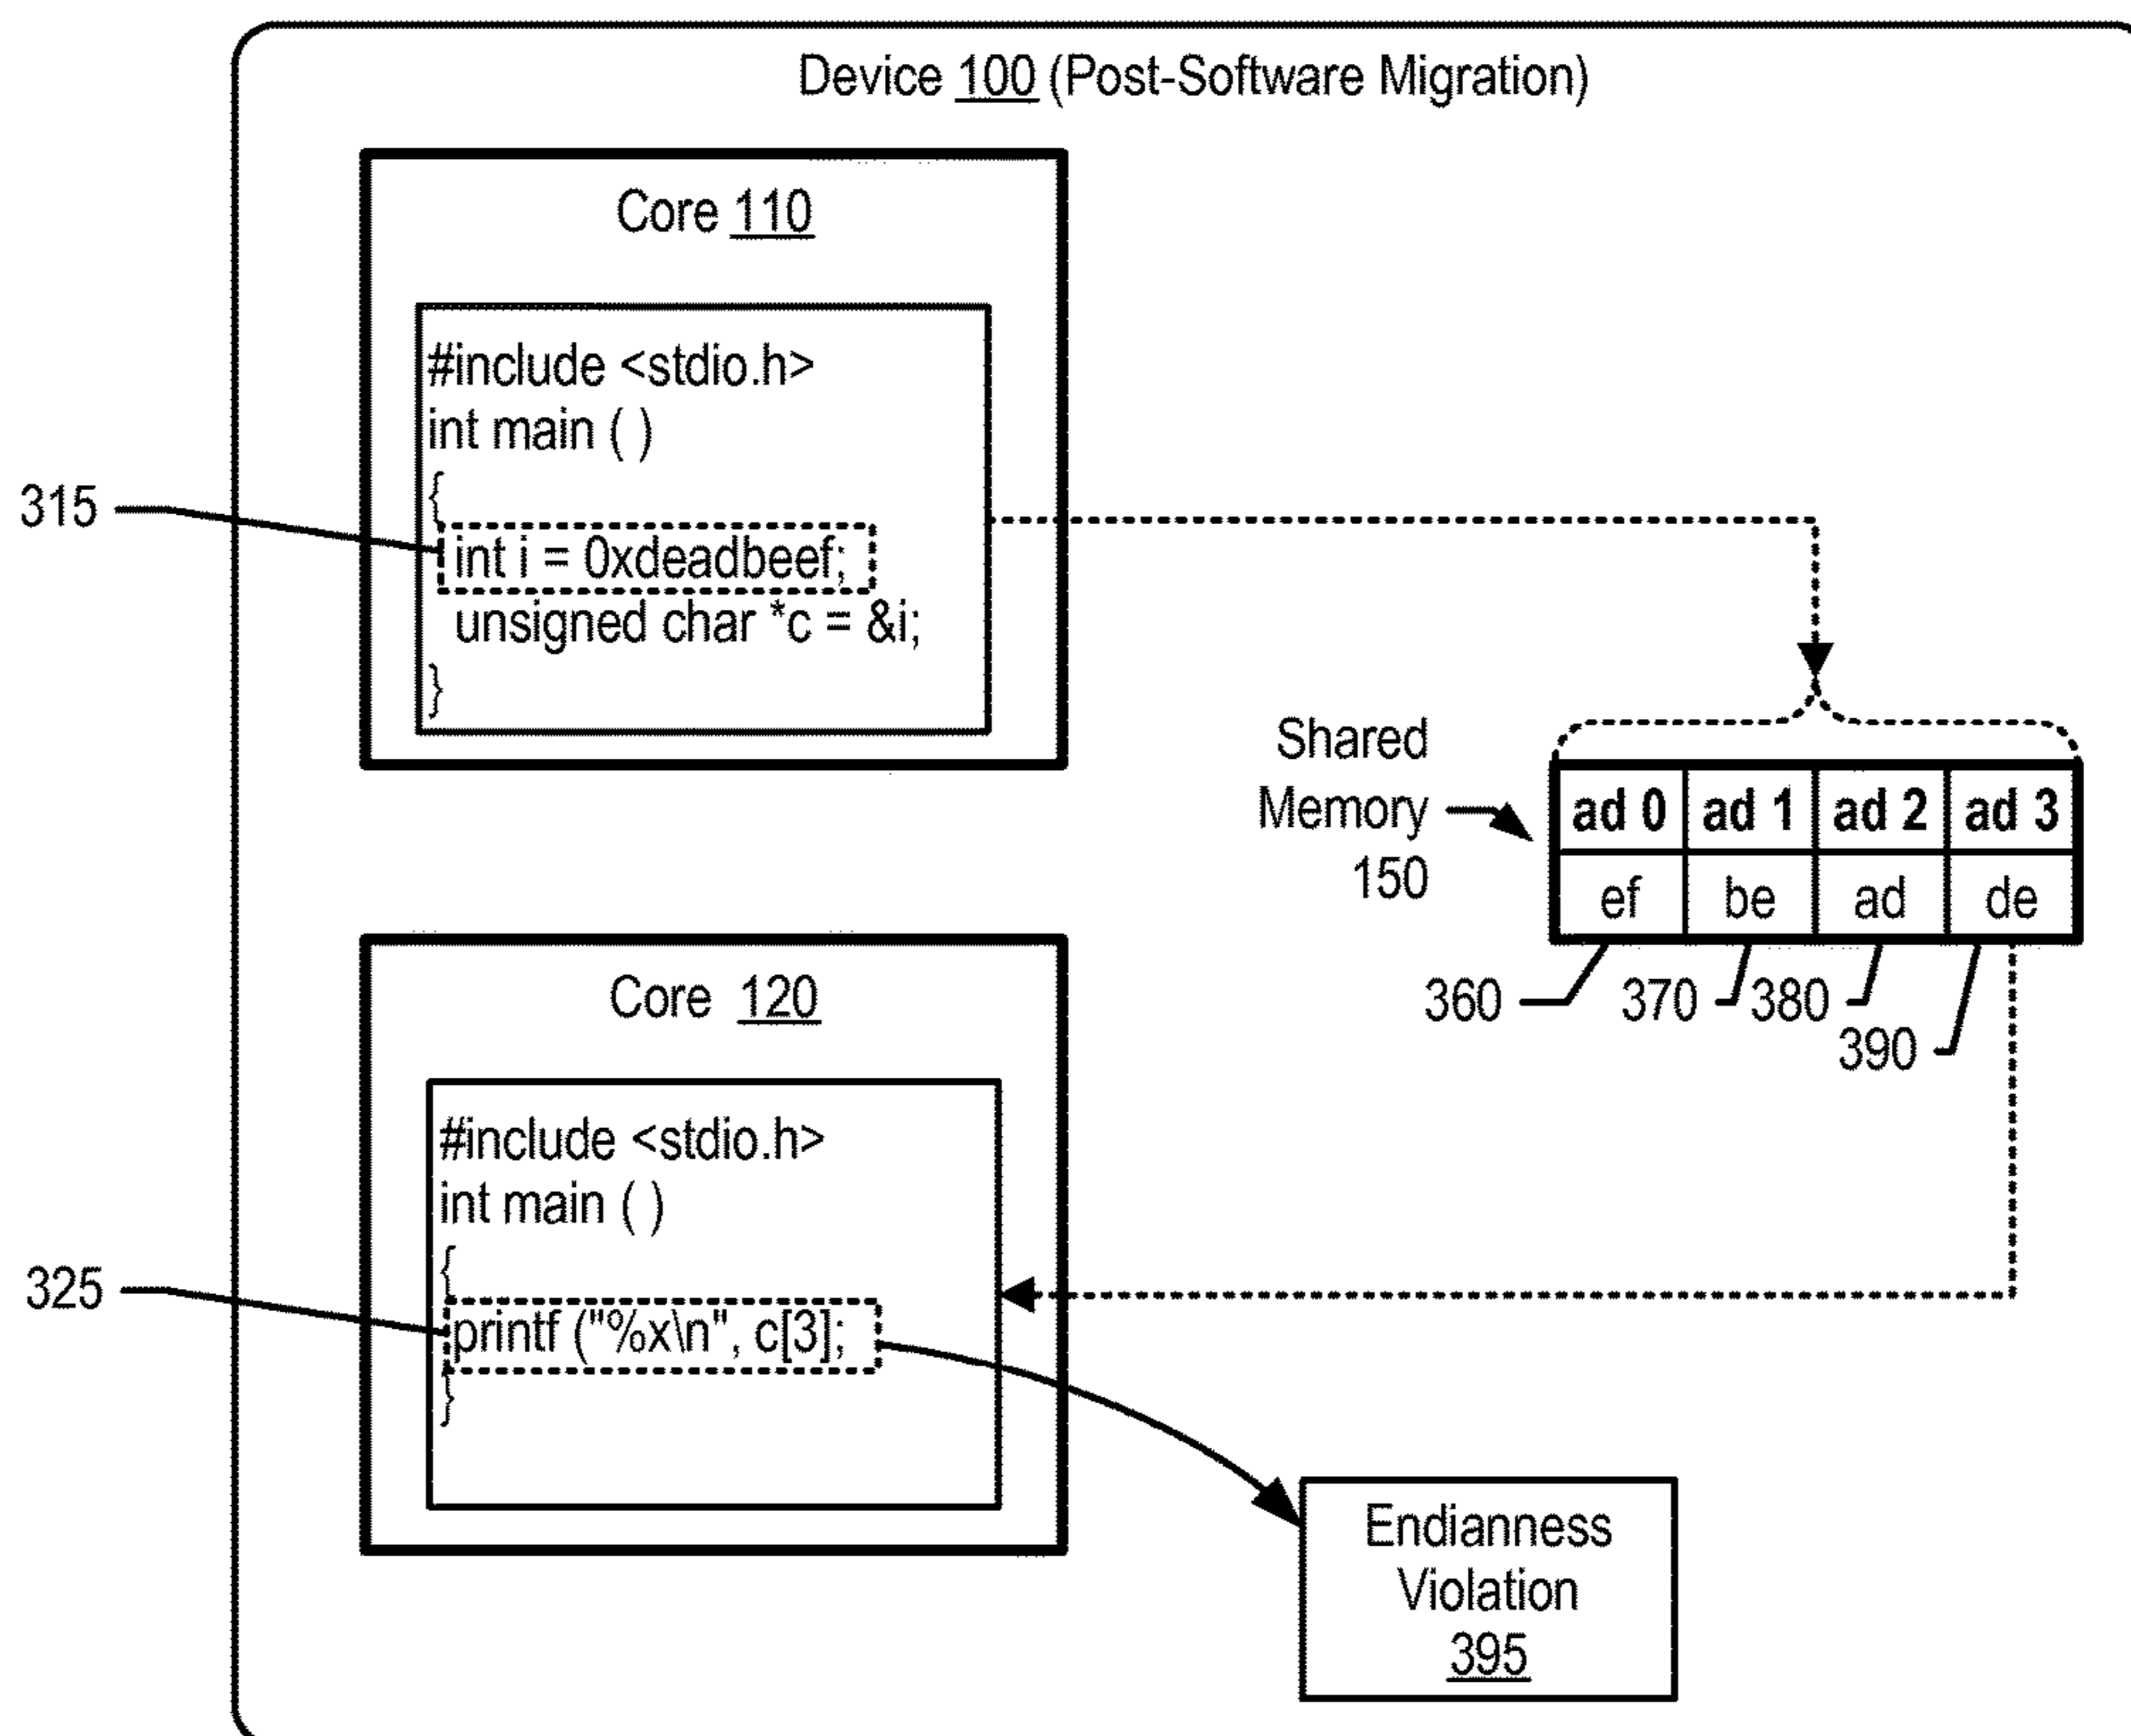 Device 100 (Post-Software Migration)
Core 110
#include <stdio.h>
int main ( )
{
315
int i = 0xdeadbeef;
unsigned char *c = &i;
}
Shared
Memory
150
ad 0 ad 1 ad 2 ad 3
ef be ad de
360 370 380
390
Core 120
#include <stdio.h>
int main ( )
{
325
printf ("%x\n", c[3];
}
Endianness
Violation
395